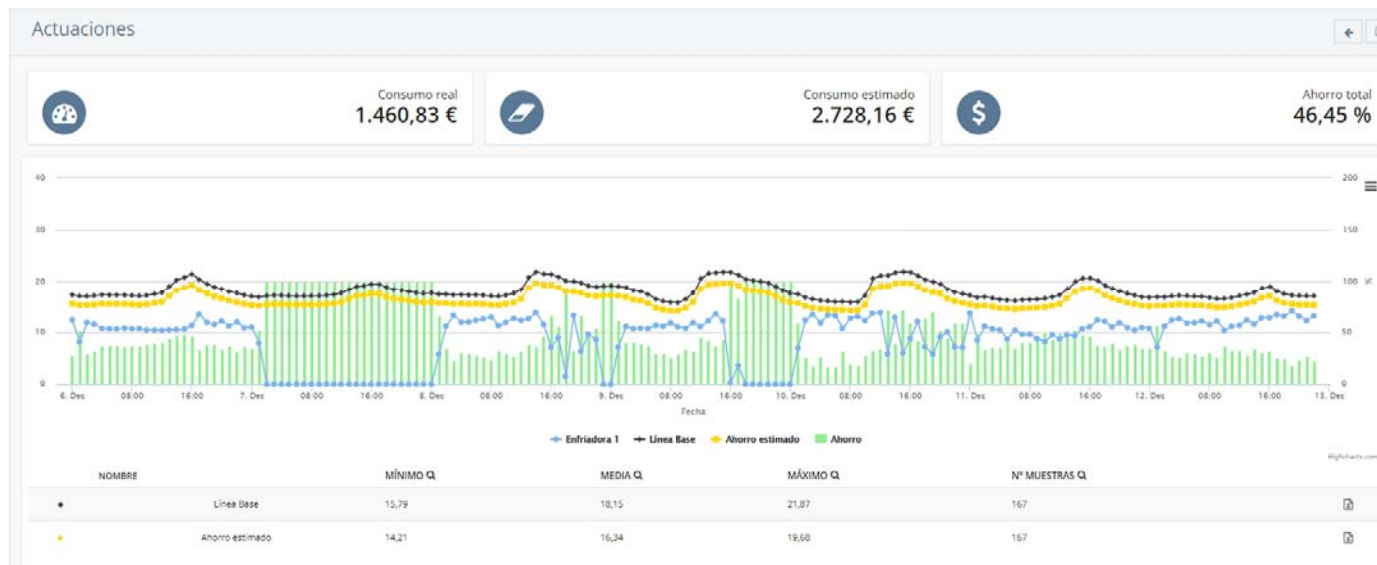 Actuaciones
Consumo real
1.460,83 €
Consumo estimado
2.728,16 €
Ahorro total
46,45 %
40
30
20
10
0
200
150
100
50
0
%
6. Dec 08:00 16:00 7. Dec 08:00 16:00 8. Dec 08:00 16:00 9. Dec 08:00 16:00 10. Dec 08:00 16:00 11. Dec 08:00 16:00 12. Dec 08:00 16:00 13. Dec
Fecha
Enfriadora 1 Línea Base Ahorro estimado Ahorro
Highcharts.com
NOMBRE MÍNIMO MEDIA MÁXIMO Nº MUESTRAS
Línea Base 15,79 18,15 21,87 167
Ahorro estimado 14,21 16,34 19,68 167